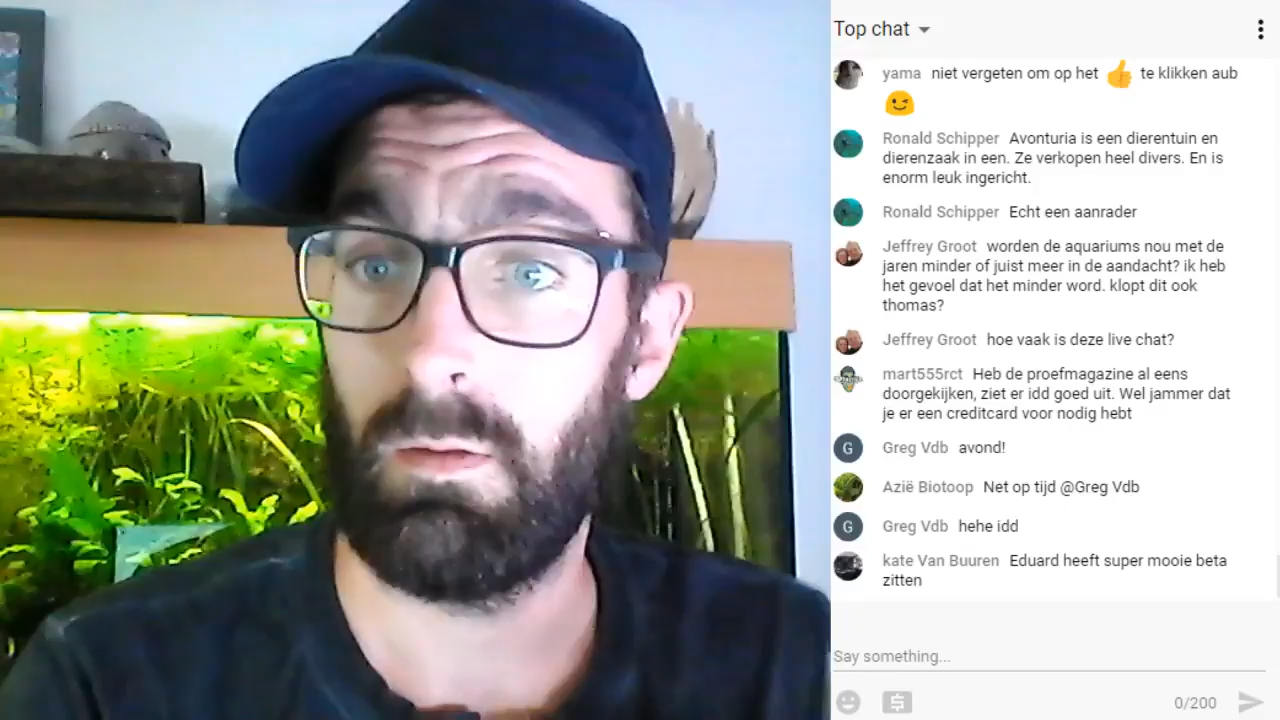 Top chat
yama niet vergeten om op het 👍 te klikken aub
😉
Ronald Schipper Avonturia is een dierentuin en
dierenzaak in een. Ze verkopen heel divers. En is
enorm leuk ingericht.
Ronald Schipper Echt een aanrader
Jeffrey Groot worden de aquariums nou met de
jaren minder of juist meer in de aandacht? ik heb
het gevoel dat het minder word. klopt dit ook
thomas?
Jeffrey Groot hoe vaak is deze live chat?
mart555rct Heb de proefmagazine al eens
doorgekijken, ziet er idd goed uit. Wel jammer dat
je er een creditcard voor nodig hebt
G Greg Vdb avond!
Azië Biotoop Net op tijd @Greg Vdb
G Greg Vdb hehe idd
kate Van Buuren Eduard heeft super mooie beta
zitten
Say something...
0/200